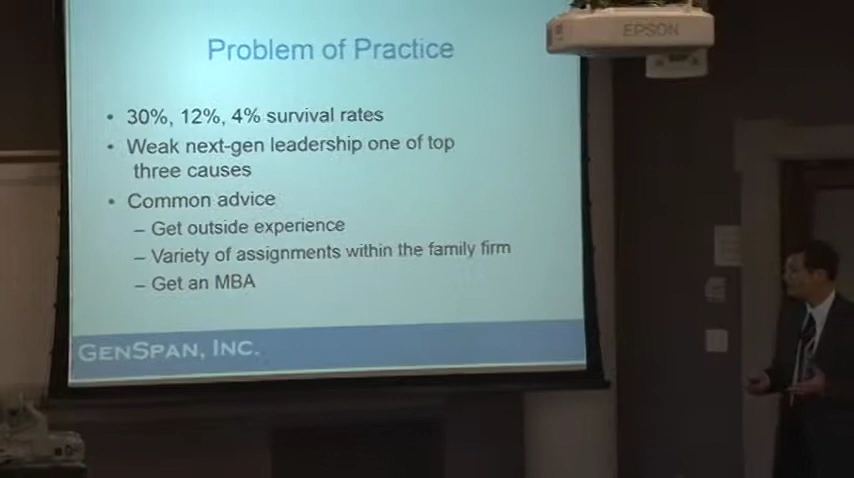 EPSON
Problem of Practice
• 30%, 12%, 4% survival rates
• Weak next-gen leadership one of top
three causes
• Common advice
– Get outside experience
– Variety of assignments within the family firm
– Get an MBA
GENSPAN, INC.